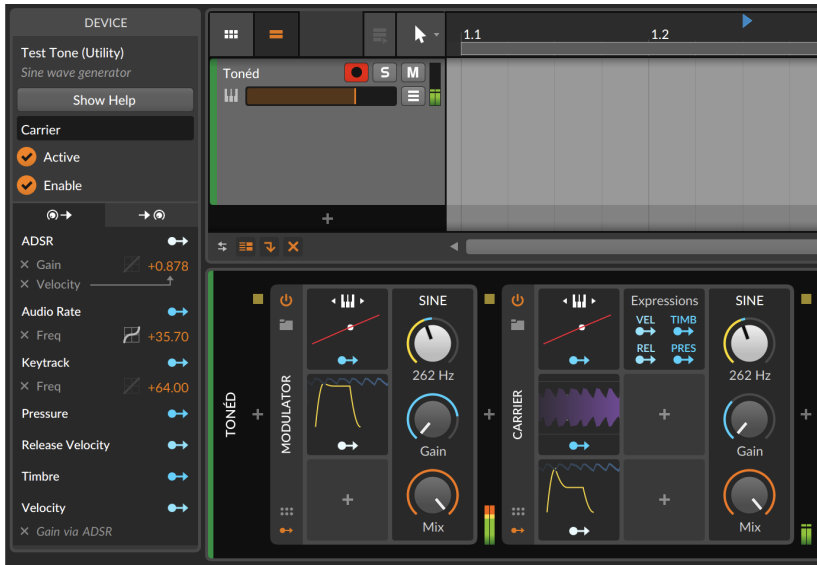 DEVICE
Test Tone (Utility)
Sine wave generator
Show Help
Carrier
Active
Enable
ADSR
Gain +0.878
Velocity
Audio Rate
Freq +35.70
Keytrack
Freq +64.00
Pressure
Release Velocity
Timbre
Velocity
Gain via ADSR
1.1 1.2
Tonéd S M
TONÉD
MODULATOR
SINE
262 Hz
Gain
Mix
CARRIER
Expressions
VEL TIMB
REL PRES
SINE
262 Hz
Gain
Mix